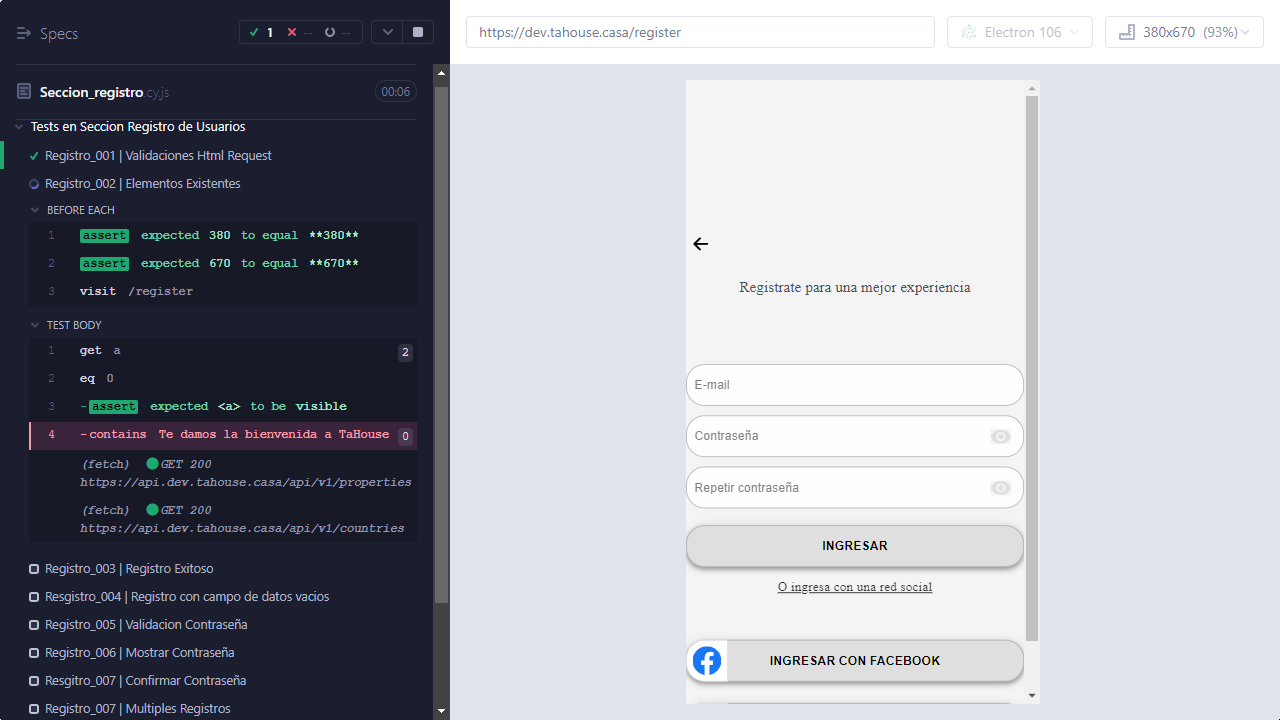 Specs
1
--
--
Seccion_registro.cy.js
00:06
Tests en Seccion Registro de Usuarios
Registro_001 | Validaciones Html Request
Registro_002 | Elementos Existentes
BEFORE EACH
1 assert expected 380 to equal **380**
2 assert expected 670 to equal **670**
3 visit /register
TEST BODY
1 get a 2
2 eq 0
3 -assert expected <a> to be visible
4 -contains Te damos la bienvenida a TaHouse 0
(fetch) GET 200
https://api.dev.tahouse.casa/api/v1/properties
(fetch) GET 200
https://api.dev.tahouse.casa/api/v1/countries
Registro_003 | Registro Exitoso
Resgistro_004 | Registro con campo de datos vacios
Registro_005 | Validacion Contraseña
Registro_006 | Mostrar Contraseña
Resgitro_007 | Confirmar Contraseña
Registro_007 | Multiples Registros
https://dev.tahouse.casa/register
Electron 106
380x670 (93%)
Registrate para una mejor experiencia
E-mail
Contraseña
Repetir contraseña
INGRESAR
O ingresa con una red social
INGRESAR CON FACEBOOK